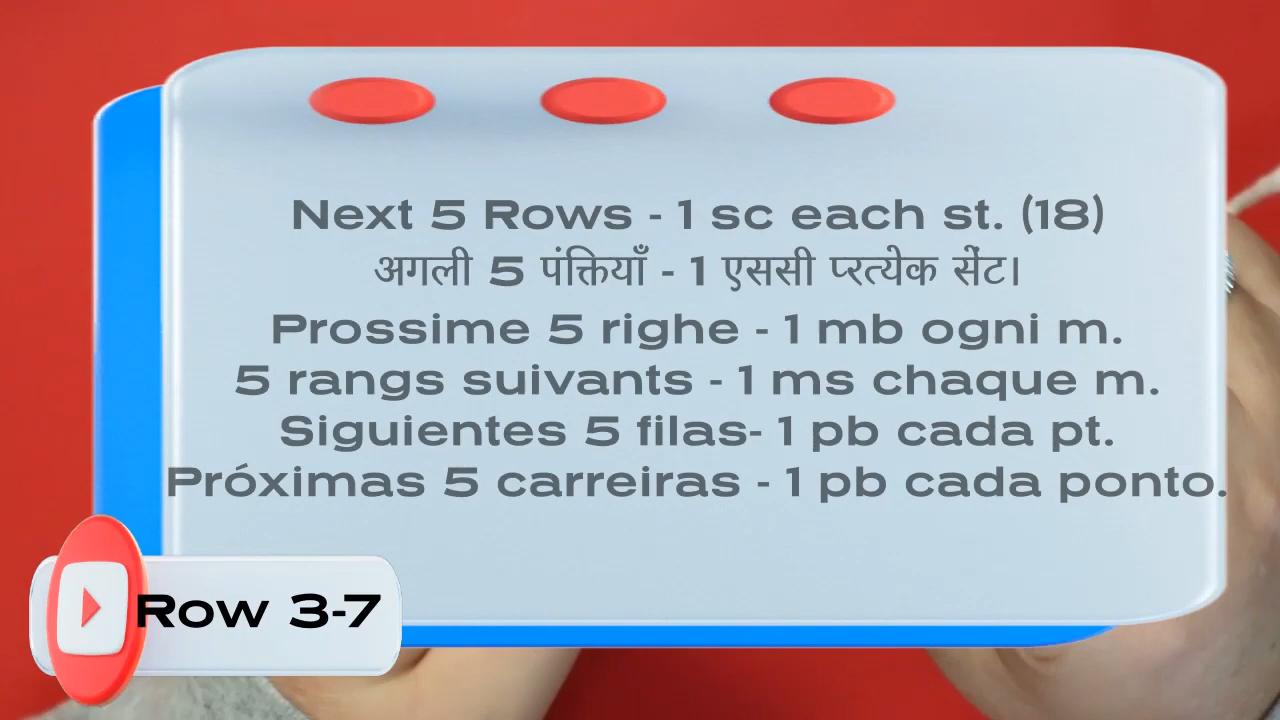 Next 5 Rows - 1 sc each st. (18)
अगली 5 पंक्तियाँ - 1 एससी प्रत्येक सेंट।
Prossime 5 righe - 1 mb ogni m.
5 rangs suivants - 1 ms chaque m.
Siguientes 5 filas- 1 pb cada pt.
Próximas 5 carreiras - 1 pb cada ponto.
Row 3-7